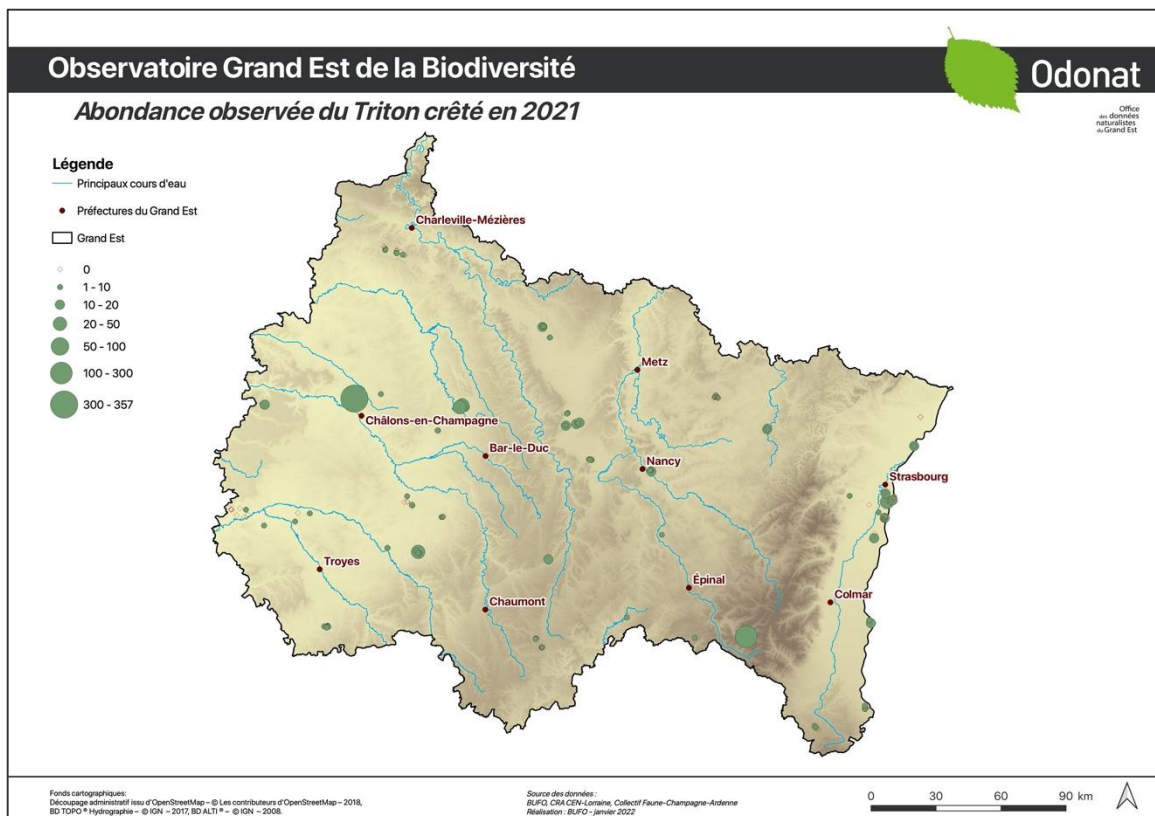 Observatoire Grand Est de la Biodiversité
Odonat
Office
des données
naturalistes
du Grand Est
Abondance observée du Triton crêté en 2021
Légende
Principaux cours d'eau
Préfectures du Grand Est
Grand Est
0
1 - 10
10 - 20
20 - 50
50 - 100
100 - 300
300 - 357
Charleville-Mézières
Metz
Châlons-en-Champagne
Bar-le-Duc
Nancy
Strasbourg
Troyes
Épinal
Chaumont
Colmar
Fonds cartographiques:
Découpage administratif issu d'OpenStreetMap – © Les contributeurs d'OpenStreetMap – 2018,
BD TOPO ® Hydrographie – © IGN – 2017, BD ALTI ® – © IGN – 2008.
Source des données :
BUFO, CRA CEN-Lorraine, Collectif Faune-Champagne-Ardenne
Réalisation : BUFO - janvier 2022
0 30 60 90 km